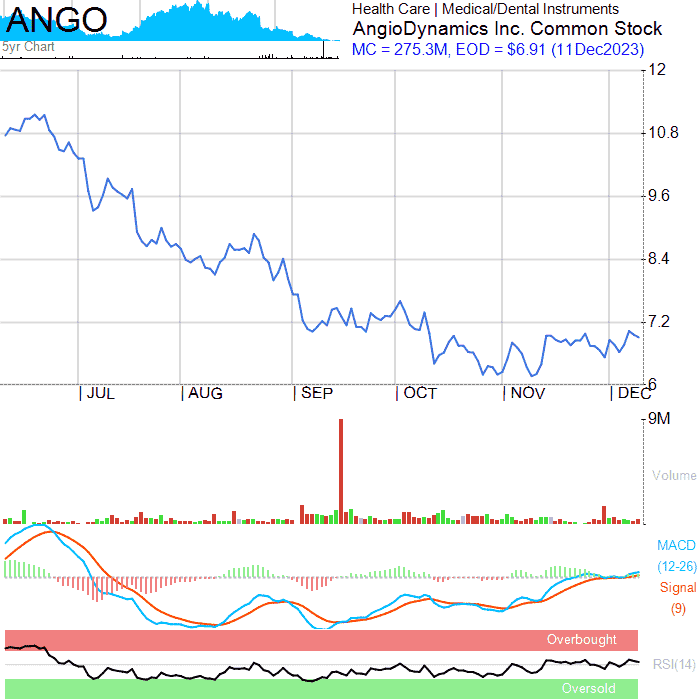 ANGO
5yr Chart
Health Care | Medical/Dental Instruments
AngioDynamics Inc. Common Stock
MC = 275.3M, EOD = $6.91 (11Dec2023)
12
10.8
9.6
8.4
7.2
6
JUL
AUG
SEP
OCT
NOV
DEC
9M
Volume
MACD
(12-26)
Signal
(9)
Overbought
RSI(14)
Oversold